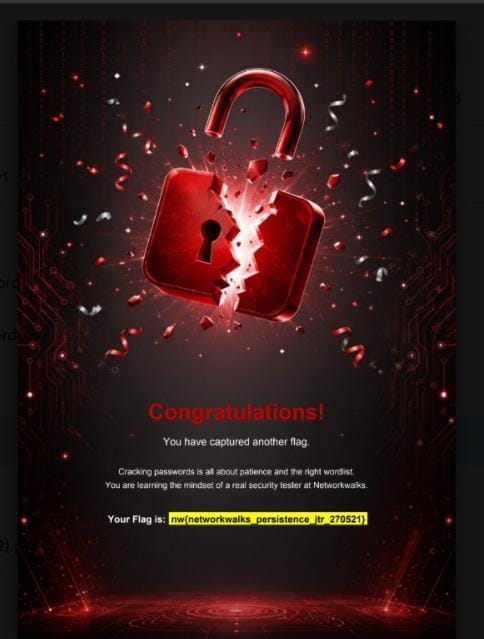 Congratulations!
You have captured another flag.
Cracking passwords is all about patience and the right wordlist.
You are learning the mindset of a real security tester at Networkwalks.
Your Flag is: nw{networkwalks_persistence_jtr_270521}